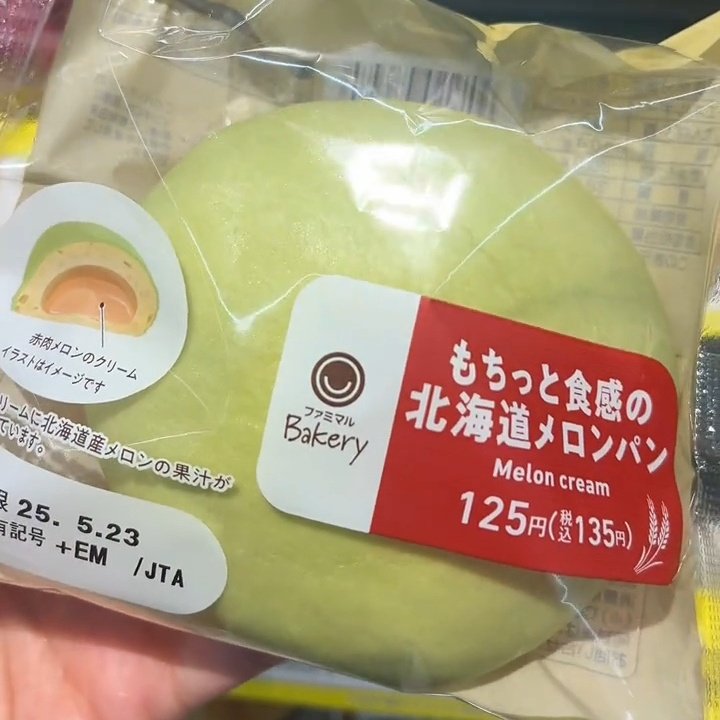 赤肉メロンのクリーム
イラストはイメージです
リームに北海道産メロンの果汁が
ています。
限 25. 5.23
有記号 +EM /JTA
ファミマル
Bakery
もちっと食感の
北海道メロンパン
Melon cream
125円(税込135円)